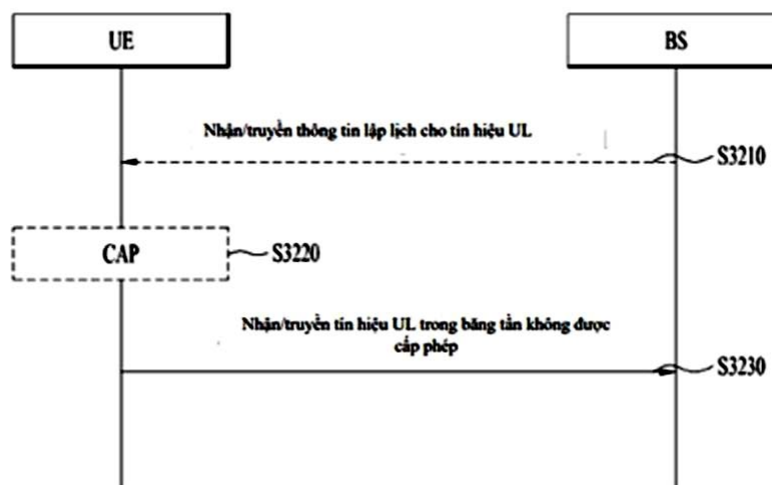 UE
BS
Nhận/truyền thông tin lập lịch cho tín hiệu UL
S3210
CAP
S3220
Nhận/truyền tín hiệu UL trong băng tần không được
cấp phép
S3230